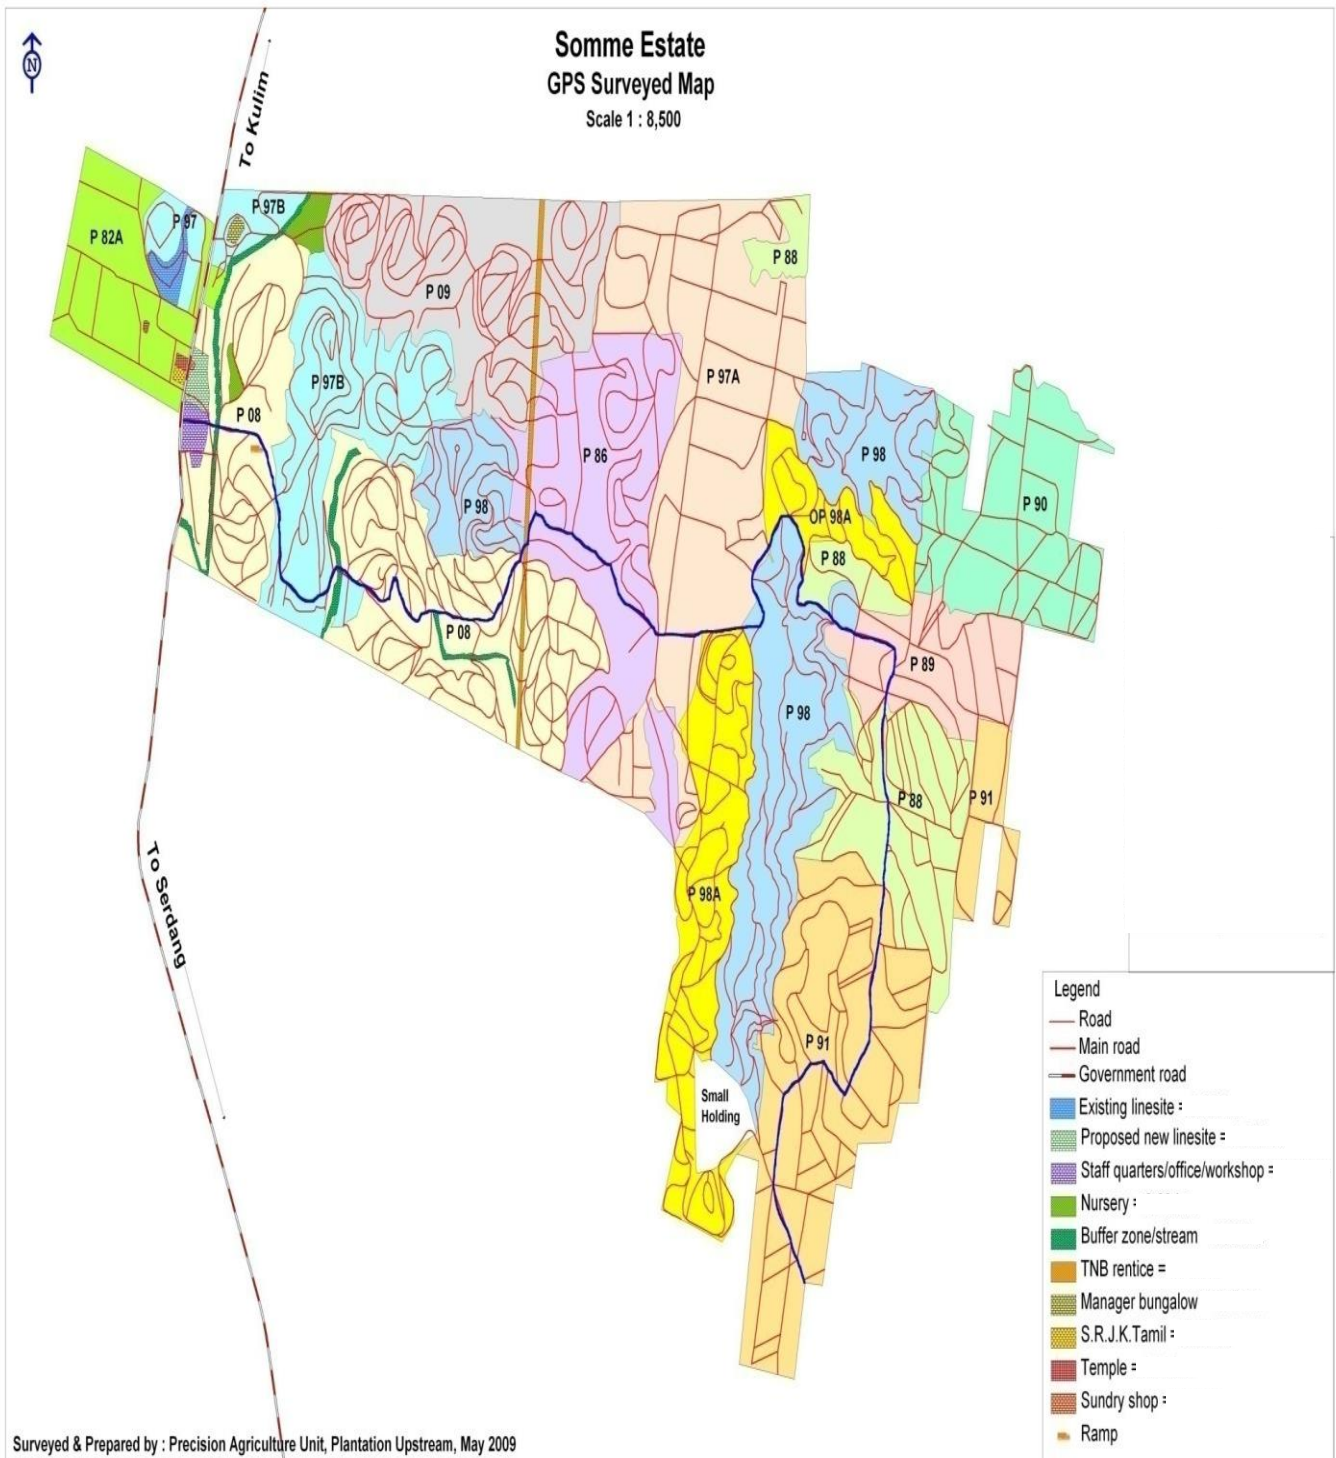 N
Somme Estate
GPS Surveyed Map
Scale 1 : 8,500
To Kulim
P 97B
P 97
P 82A
P 88
P 09
P 97B
P 97A
P 08
P 86
P 98
P 98
P 90
OP 98A
P 88
P 08
P 89
P 98
P 88
P 91
To Serdang
P 98A
P 91
Small
Holding
Legend
Road
Main road
Government road
Existing linesite =
Proposed new linesite =
Staff quarters/office/workshop =
Nursery =
Buffer zone/stream
TNB rentice =
Manager bungalow
S.R.J.K.Tamil =
Temple =
Sundry shop =
Ramp
Surveyed & Prepared by : Precision Agriculture Unit, Plantation Upstream, May 2009